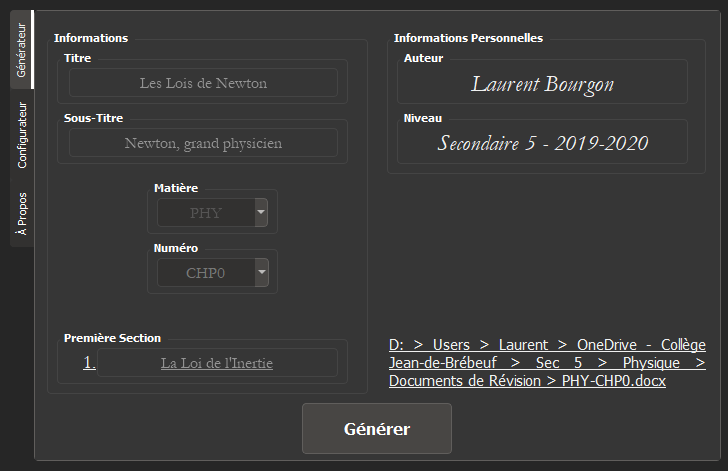 Générateur
Configurateur
À Propos
Informations
Titre
Les Lois de Newton
Sous-Titre
Newton, grand physicien
Matière
PHY
Numéro
CHP0
Première Section
1. La Loi de l'Inertie
Informations Personnelles
Auteur
Laurent Bourgon
Niveau
Secondaire 5 - 2019-2020
D: > Users > Laurent > OneDrive - Collège
Jean-de-Brébeuf > Sec 5 > Physique >
Documents de Révision > PHY-CHP0.docx
Générer